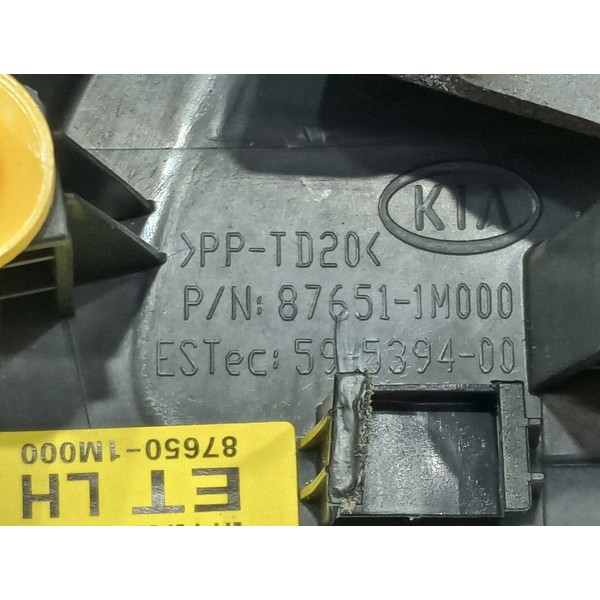 KIA
>PP-TD20<
P/N: 87651-1M000
ESTec: 59-5394-00
87650-1M000
ET LH